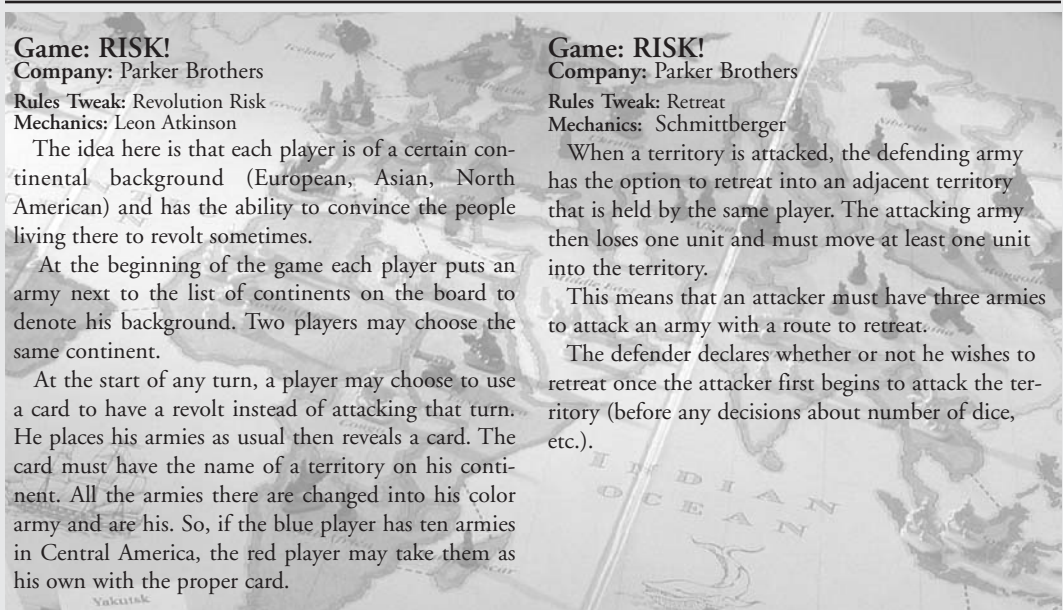 Game: RISK!
Company: Parker Brothers
Rules Tweak: Revolution Risk
Mechanics: Leon Atkinson
The idea here is that each player is of a certain con-
tinental background (European, Asian, North
American) and has the ability to convince the people
living there to revolt sometimes.
At the beginning of the game each player puts an
army next to the list of continents on the board to
denote his background. Two players may choose the
same continent.
At the start of any turn, a player may choose to use
a card to have a revolt instead of attacking that turn.
He places his armies as usual then reveals a card. The
card must have the name of a territory on his conti-
nent. All the armies there are changed into his color
army and are his. So, if the blue player has ten armies
in Central America, the red player may take them as
his own with the proper card.
Game: RISK!
Company: Parker Brothers
Rules Tweak: Retreat
Mechanics: Schmittberger
When a territory is attacked, the defending army
has the option to retreat into an adjacent territory
that is held by the same player. The attacking army
then loses one unit and must move at least one unit
into the territory.
This means that an attacker must have three armies
to attack an army with a route to retreat.
The defender declares whether or not he wishes to
retreat once the attacker first begins to attack the ter-
ritory (before any decisions about number of dice,
etc.).
Iceland
Siberia
Middle East
Mongolia
Congo
INDIAN
OCEAN
Yakutsk